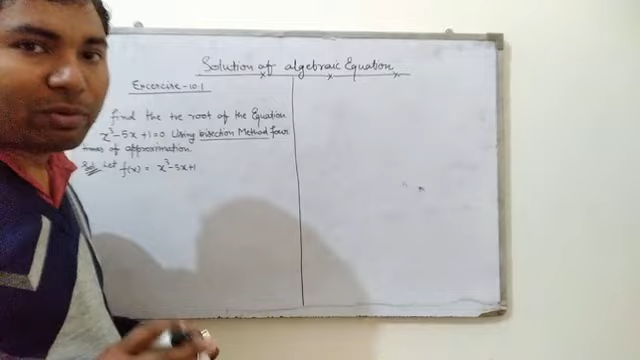 Solution of algebraic Equation
Excercise-10.1
find the +ve root of the Equation
x³-5x+1=0 Using bisection Method four
times of approximation.
Sol. Let f(x) = x³-5x+1